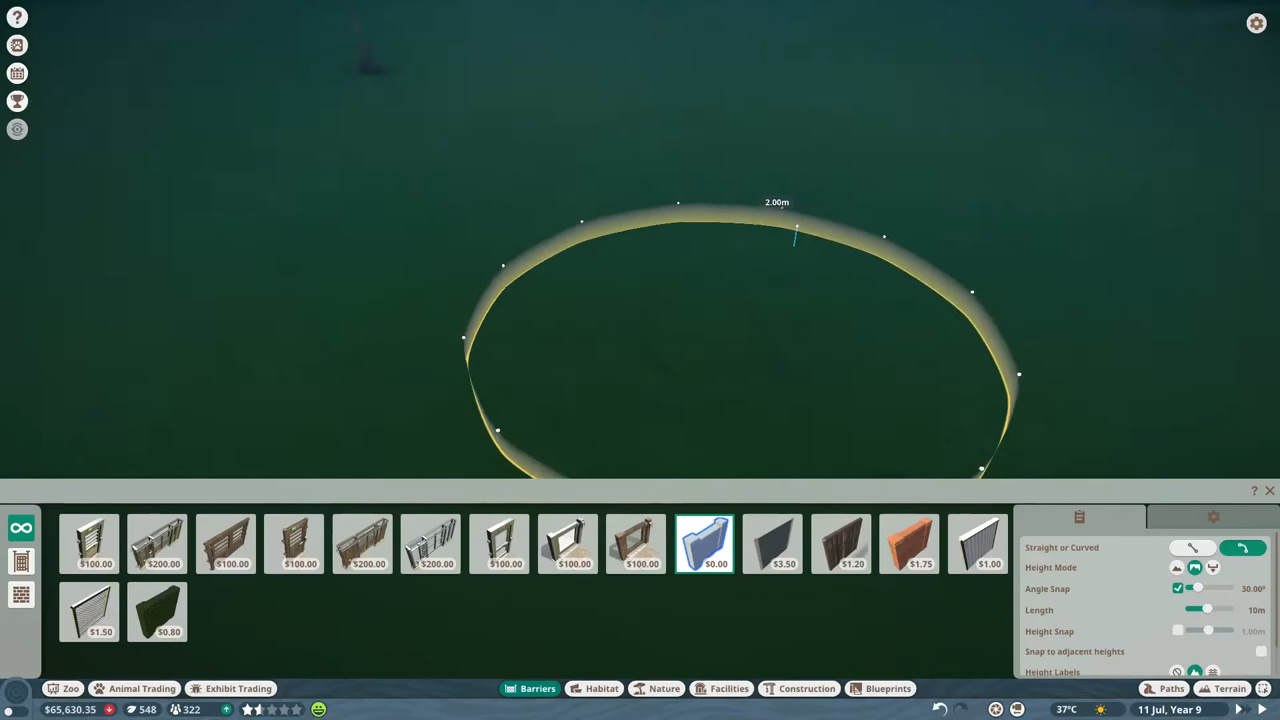 ?
2.00m
?
$100.00
$200.00
$100.00
$100.00
$200.00
$200.00
$100.00
$100.00
$100.00
$0.00
$3.50
$1.20
$1.75
$1.00
$1.50
$0.80
Straight or Curved
Height Mode
Angle Snap
30.00°
Length
10m
Height Snap
1.00m
Snap to adjacent heights
Height Labels
Zoo
Animal Trading
Exhibit Trading
Barriers
Habitat
Nature
Facilities
Construction
Blueprints
Paths
Terrain
$65,630.35
548
322
37°C
11 Jul, Year 9